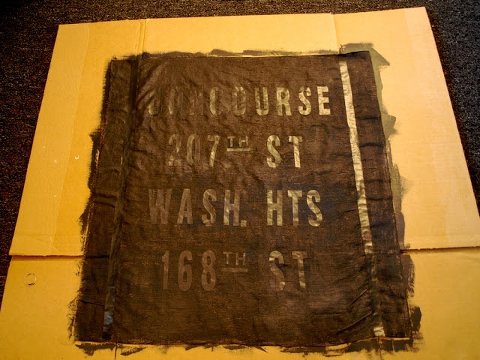 CONCOURSE
207TH ST
WASH. HTS
168TH ST